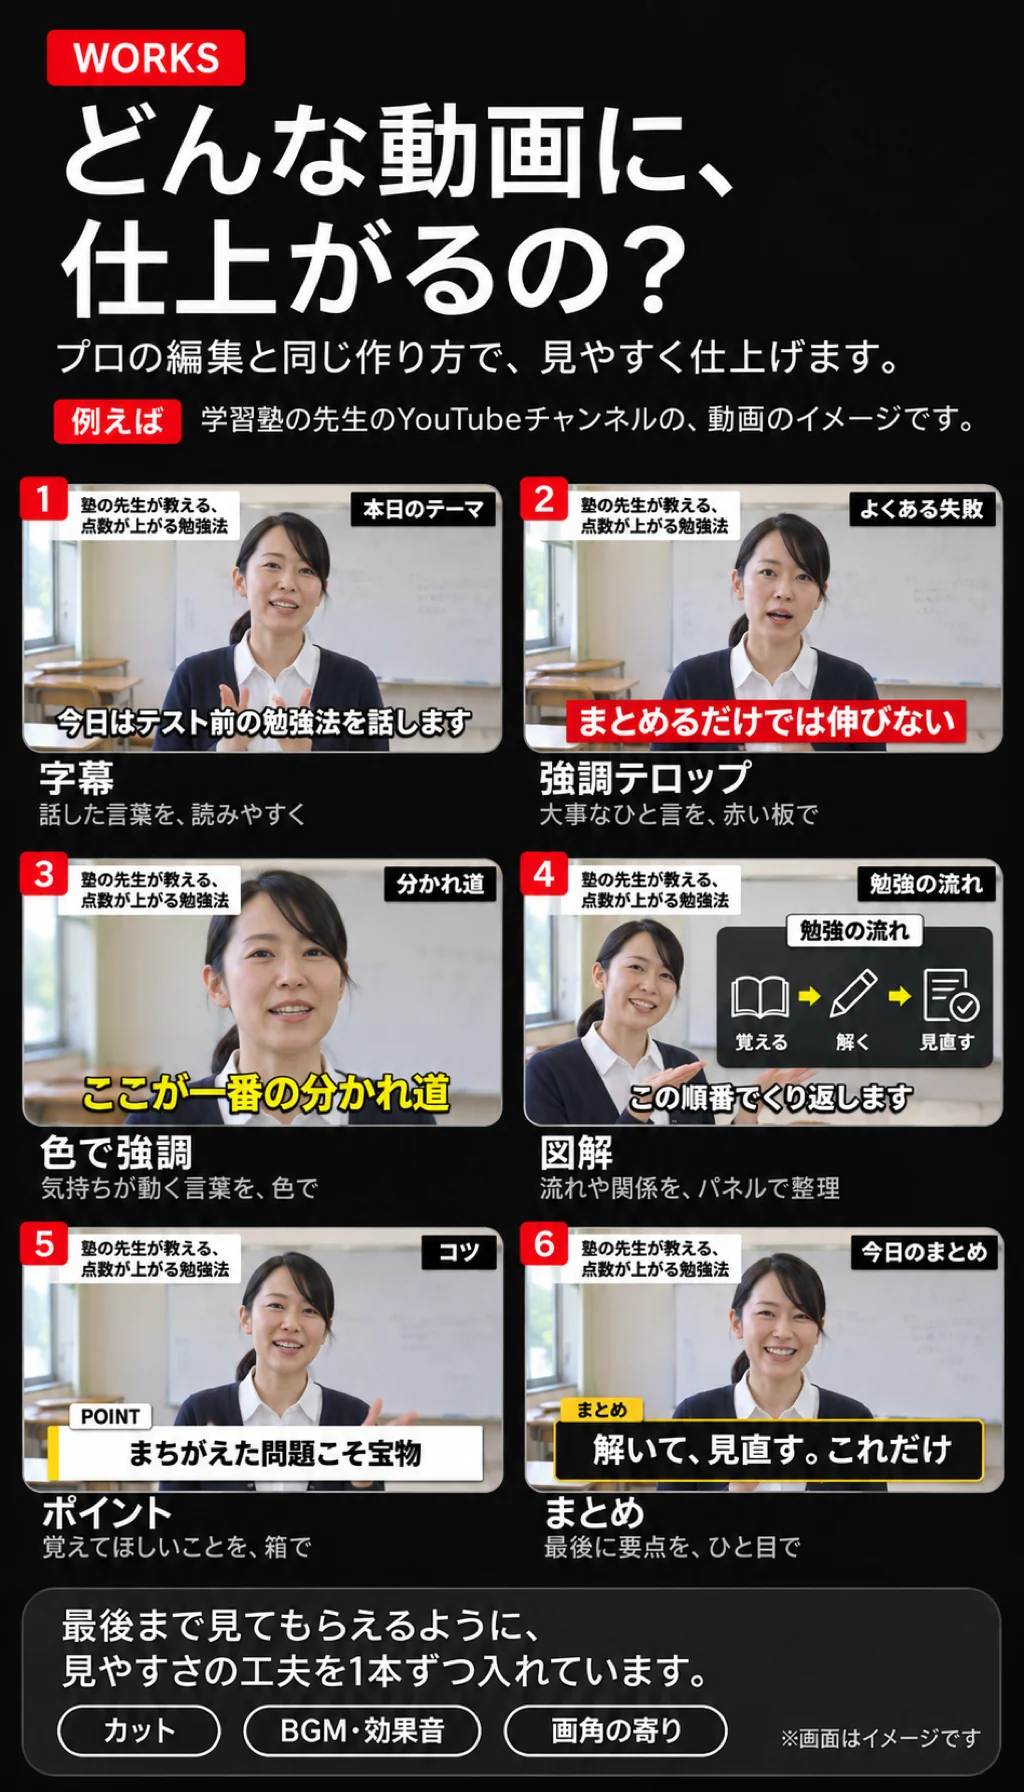 WORKS
どんな動画に、
仕上がるの？
プロの編集と同じ作り方で、見やすく仕上げます。
例えば 学習塾の先生のYouTubeチャンネルの、動画のイメージです。
1
塾の先生が教える、
点数が上がる勉強法
本日のテーマ
今日はテスト前の勉強法を話します
字幕
話した言葉を、読みやすく
2
塾の先生が教える、
点数が上がる勉強法
よくある失敗
まとめるだけでは伸びない
強調テロップ
大事なひと言を、赤い板で
3
塾の先生が教える、
点数が上がる勉強法
分かれ道
ここが一番の分かれ道
色で強調
気持ちが動く言葉を、色で
4
塾の先生が教える、
点数が上がる勉強法
勉強の流れ
勉強の流れ
覚える 解く 見直す
この順番でくり返します
図解
流れや関係を、パネルで整理
5
塾の先生が教える、
点数が上がる勉強法
コツ
POINT
まちがえた問題こそ宝物
ポイント
覚えてほしいことを、箱で
6
塾の先生が教える、
点数が上がる勉強法
今日のまとめ
まとめ
解いて、見直す。これだけ
まとめ
最後に要点を、ひと目で
最後まで見てもらえるように、
見やすさの工夫を1本ずつ入れています。
カット BGM・効果音 画角の寄り
※画面はイメージです